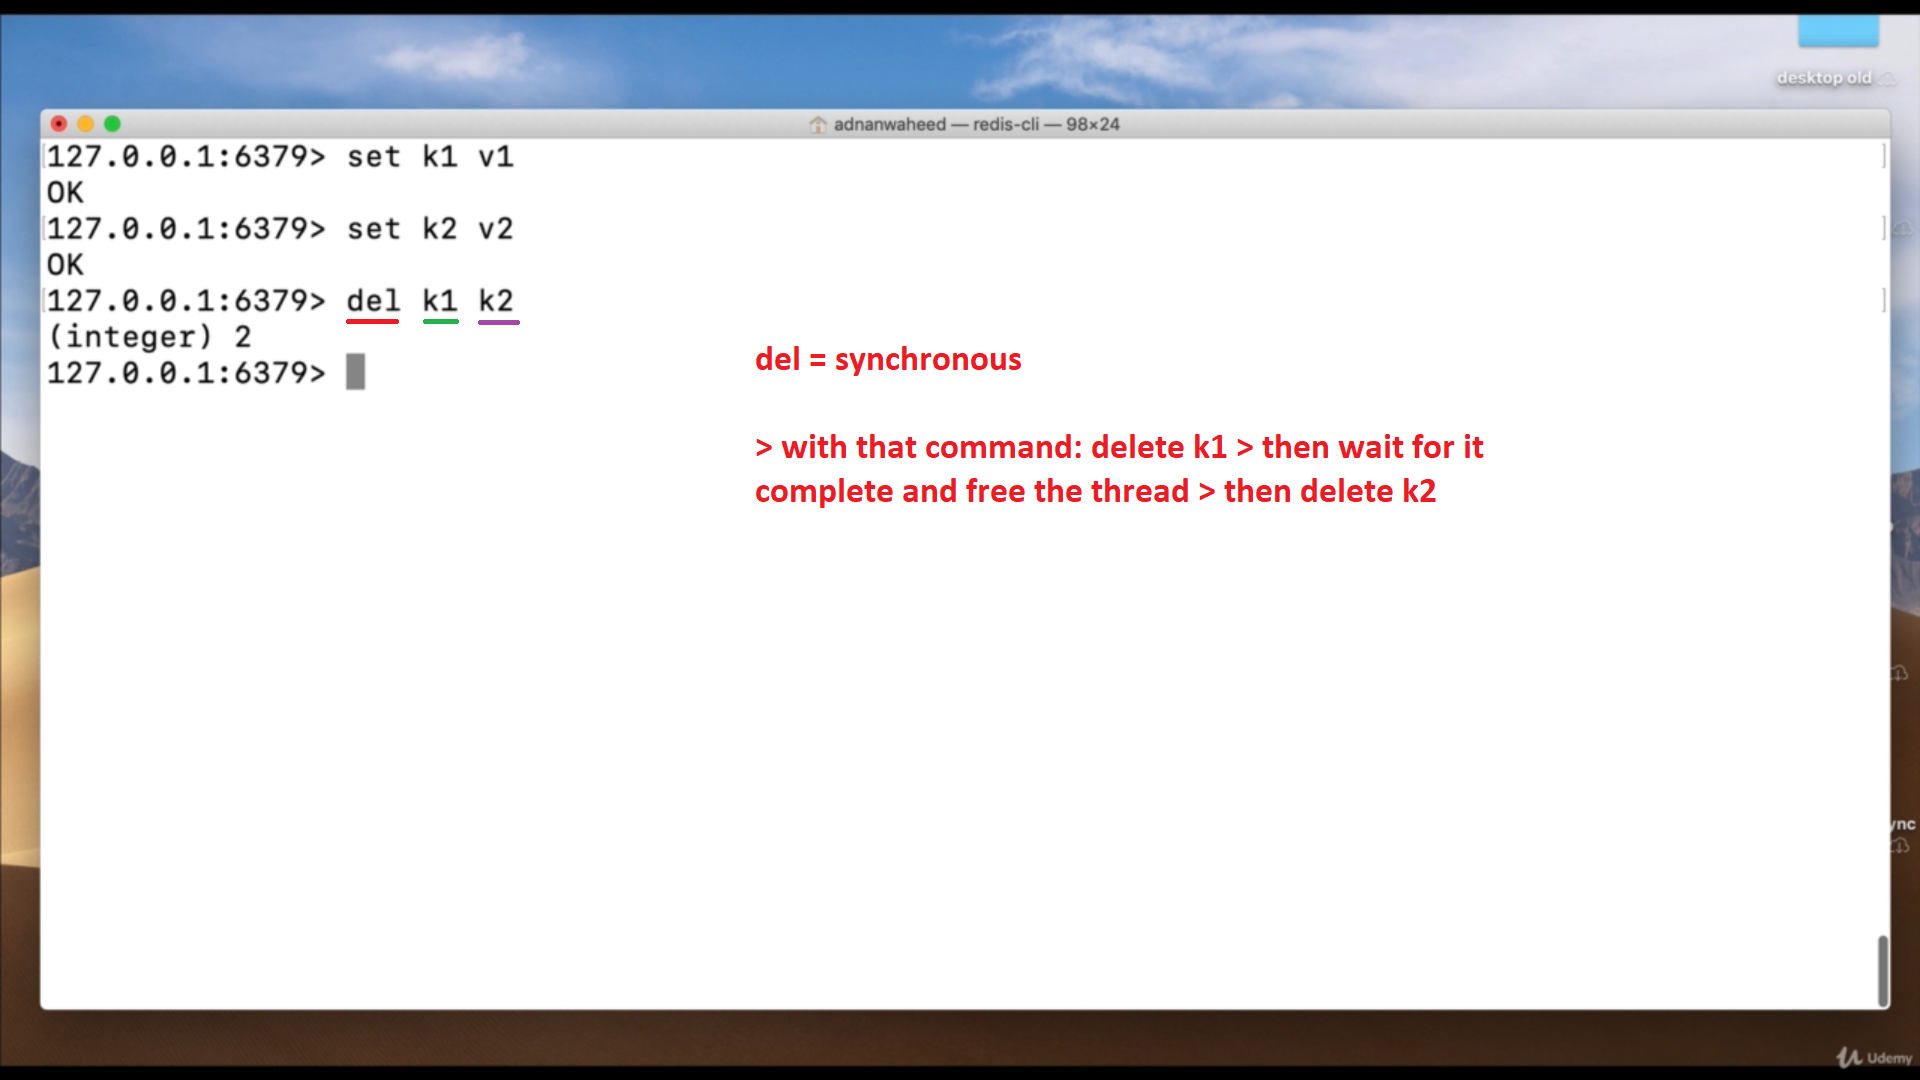 desktop old
adnanwaheed — redis-cli — 98×24
127.0.0.1:6379> set k1 v1
OK
127.0.0.1:6379> set k2 v2
OK
127.0.0.1:6379> del k1 k2
(integer) 2
127.0.0.1:6379>
del = synchronous
> with that command: delete k1 > then wait for it
complete and free the thread > then delete k2
ync
Udemy